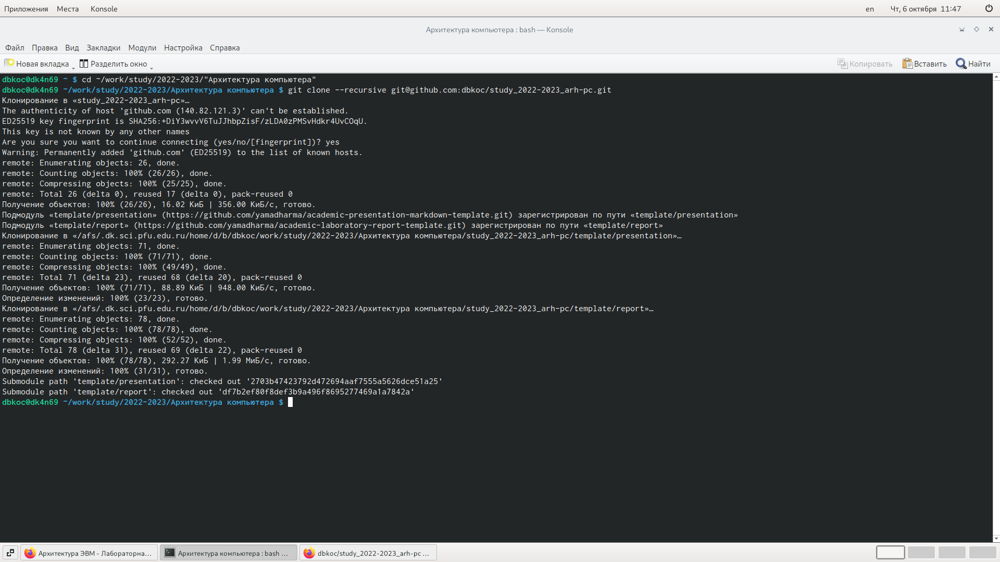 Приложения Места Konsole en Чт, 6 октября 11:47
Архитектура компьютера : bash — Konsole
Файл Правка Вид Закладки Модули Настройка Справка
Новая вкладка Разделить окно Копировать Вставить Найти
dbkoc@dk4n69 ~ $ cd ~/work/study/2022-2023/"Архитектура компьютера"
dbkoc@dk4n69 ~/work/study/2022-2023/Архитектура компьютера $ git clone --recursive git@github.com:dbkoc/study_2022-2023_arh-pc.git
Клонирование в «study_2022-2023_arh-pc»…
The authenticity of host 'github.com (140.82.121.3)' can't be established.
ED25519 key fingerprint is SHA256:+DiY3wvvV6TuJJhbpZisF/zLDA0zPMSvHdkr4UvCOqU.
This key is not known by any other names
Are you sure you want to continue connecting (yes/no/[fingerprint])? yes
Warning: Permanently added 'github.com' (ED25519) to the list of known hosts.
remote: Enumerating objects: 26, done.
remote: Counting objects: 100% (26/26), done.
remote: Compressing objects: 100% (25/25), done.
remote: Total 26 (delta 0), reused 17 (delta 0), pack-reused 0
Получение объектов: 100% (26/26), 16.02 КиБ | 356.00 КиБ/с, готово.
Подмодуль «template/presentation» (https://github.com/yamadharma/academic-presentation-markdown-template.git) зарегистрирован по пути «template/presentation»
Подмодуль «template/report» (https://github.com/yamadharma/academic-laboratory-report-template.git) зарегистрирован по пути «template/report»
Клонирование в «/afs/.dk.sci.pfu.edu.ru/home/d/b/dbkoc/work/study/2022-2023/Архитектура компьютера/study_2022-2023_arh-pc/template/presentation»…
remote: Enumerating objects: 71, done.
remote: Counting objects: 100% (71/71), done.
remote: Compressing objects: 100% (49/49), done.
remote: Total 71 (delta 23), reused 68 (delta 20), pack-reused 0
Получение объектов: 100% (71/71), 88.89 КиБ | 948.00 КиБ/с, готово.
Определение изменений: 100% (23/23), готово.
Клонирование в «/afs/.dk.sci.pfu.edu.ru/home/d/b/dbkoc/work/study/2022-2023/Архитектура компьютера/study_2022-2023_arh-pc/template/report»…
remote: Enumerating objects: 78, done.
remote: Counting objects: 100% (78/78), done.
remote: Compressing objects: 100% (52/52), done.
remote: Total 78 (delta 31), reused 69 (delta 22), pack-reused 0
Получение объектов: 100% (78/78), 292.27 КиБ | 1.99 МиБ/с, готово.
Определение изменений: 100% (31/31), готово.
Submodule path 'template/presentation': checked out '2703b47423792d472694aaf7555a5626dce51a25'
Submodule path 'template/report': checked out 'df7b2ef80f8def3b9a496f8695277469a1a7842a'
dbkoc@dk4n69 ~/work/study/2022-2023/Архитектура компьютера $
Архитектура ЭВМ - Лабораторна… Архитектура компьютера : bash … dbkoc/study_2022-2023_arh-pc …